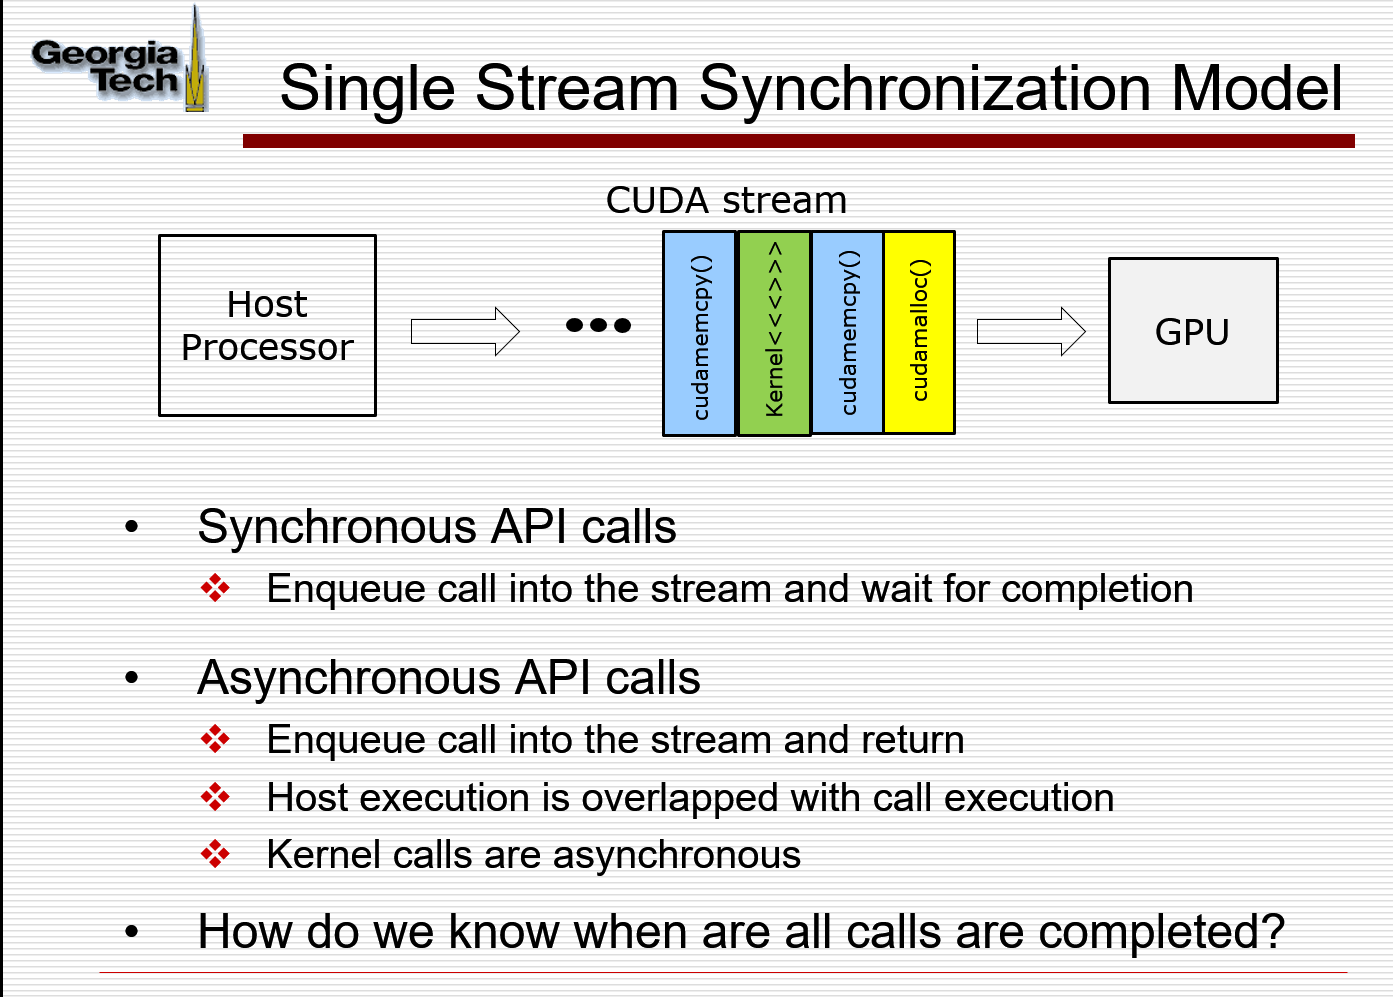 Georgia
Tech
Single Stream Synchronization Model
CUDA stream
Host
Processor
•••
cudamemcpy()
Kernel<<<>>>
cudamemcpy()
cudamalloc()
GPU
• Synchronous API calls
❖ Enqueue call into the stream and wait for completion
• Asynchronous API calls
❖ Enqueue call into the stream and return
❖ Host execution is overlapped with call execution
❖ Kernel calls are asynchronous
• How do we know when are all calls are completed?